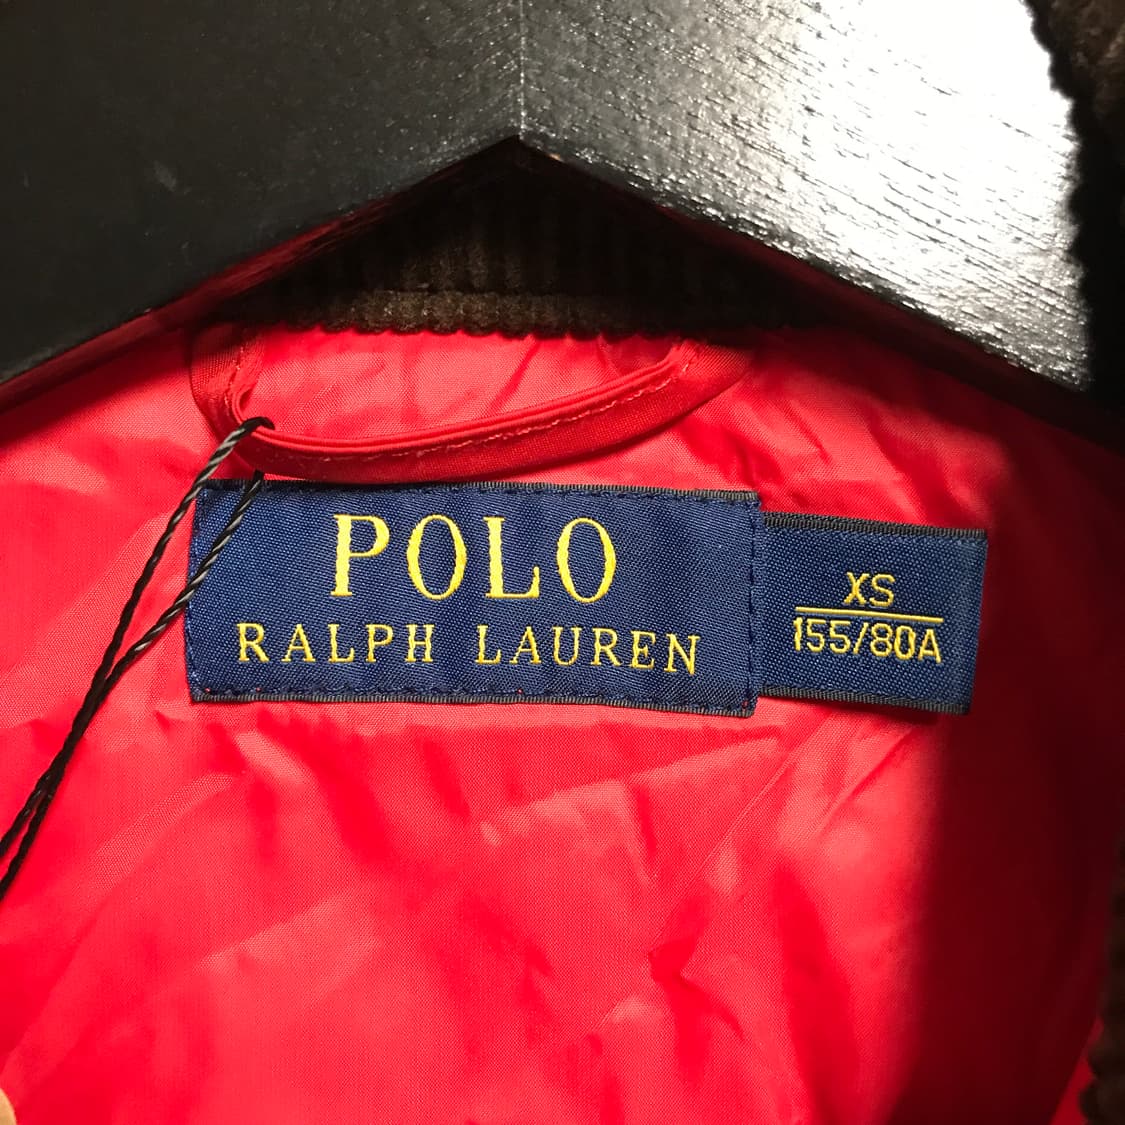 POLO
RALPH LAUREN
XS
155/80A